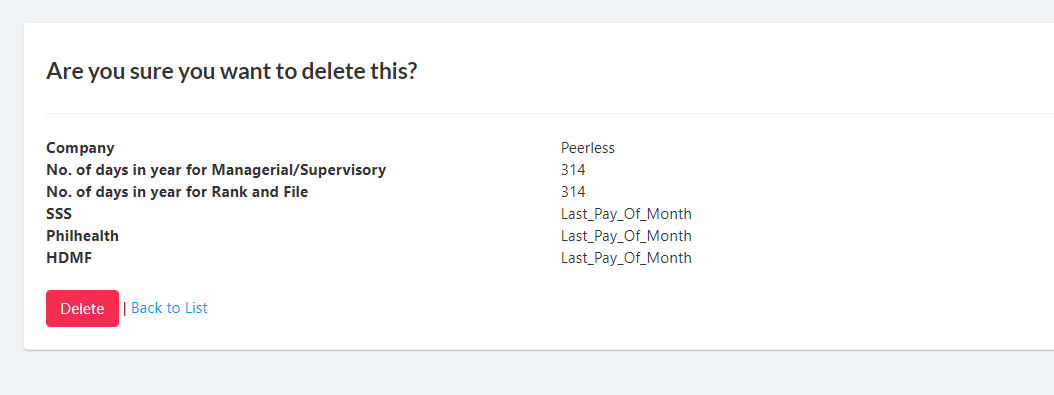 Are you sure you want to delete this?
Company Peerless
No. of days in year for Managerial/Supervisory 314
No. of days in year for Rank and File 314
SSS Last_Pay_Of_Month
Philhealth Last_Pay_Of_Month
HDMF Last_Pay_Of_Month
Delete | Back to List